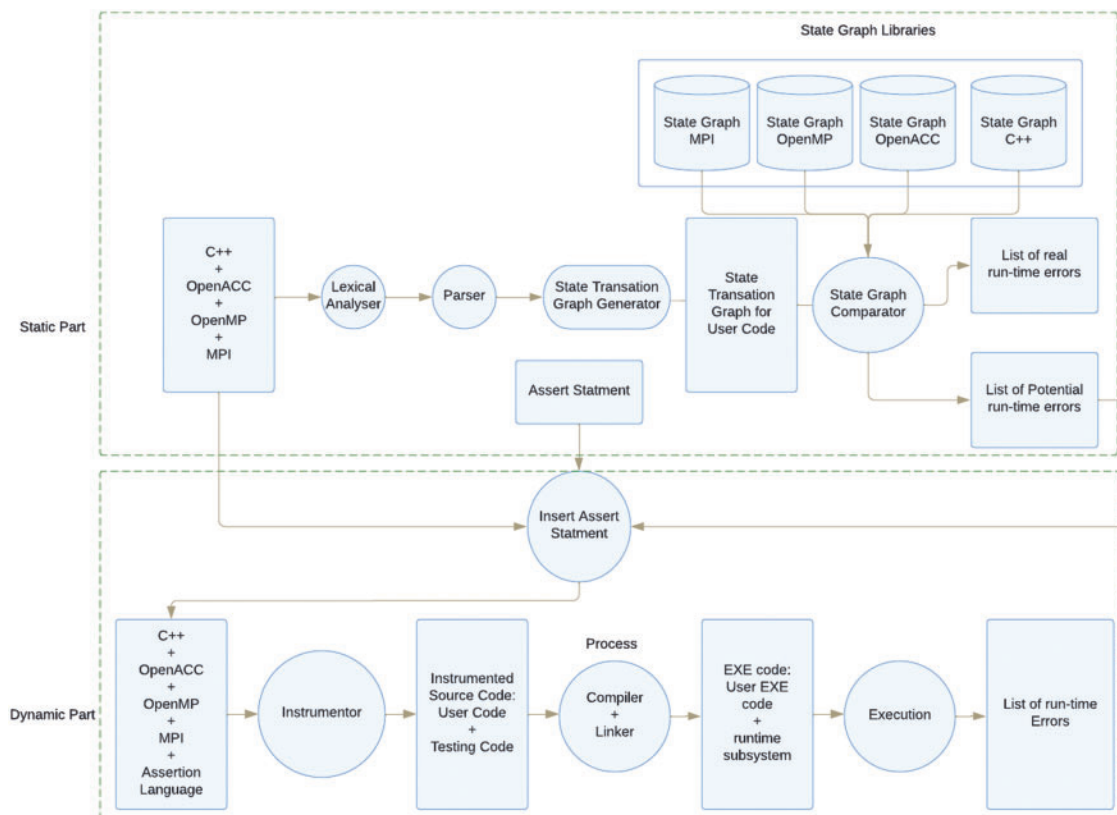 State Graph Libraries
State Graph
MPI
State Graph
OpenMP
State Graph
OpenACC
State Graph
C++
C++
+
OpenACC
+
OpenMP
+
MPI
Lexical
Analyser
Parser
State Transation
Graph Generator
State
Transation
Graph for
User Code
State Graph
Comparator
List of real
run-time errors
Static Part
Assert Statment
List of Potential
run-time errors
Insert Assert
Statment
Dynamic Part
C++
+
OpenACC
+
OpenMP
+
MPI
+
Assertion
Language
Instrumentor
Instrumented
Source Code:
User Code
+
Testing Code
Process
Compiler
+
Linker
EXE code:
User EXE
code
+
runtime
subsystem
Execution
List of run-time
Errors